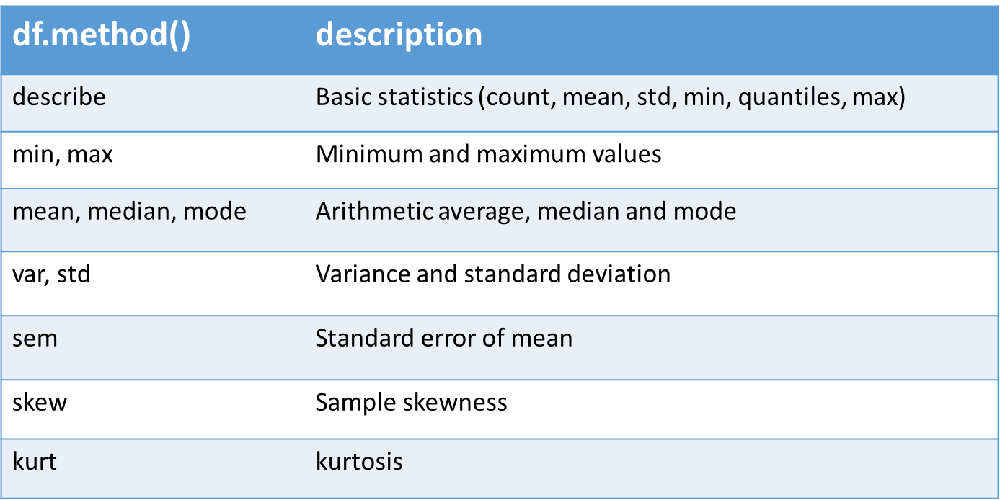 df.method() description
describe Basic statistics (count, mean, std, min, quantiles, max)
min, max Minimum and maximum values
mean, median, mode Arithmetic average, median and mode
var, std Variance and standard deviation
sem Standard error of mean
skew Sample skewness
kurt kurtosis